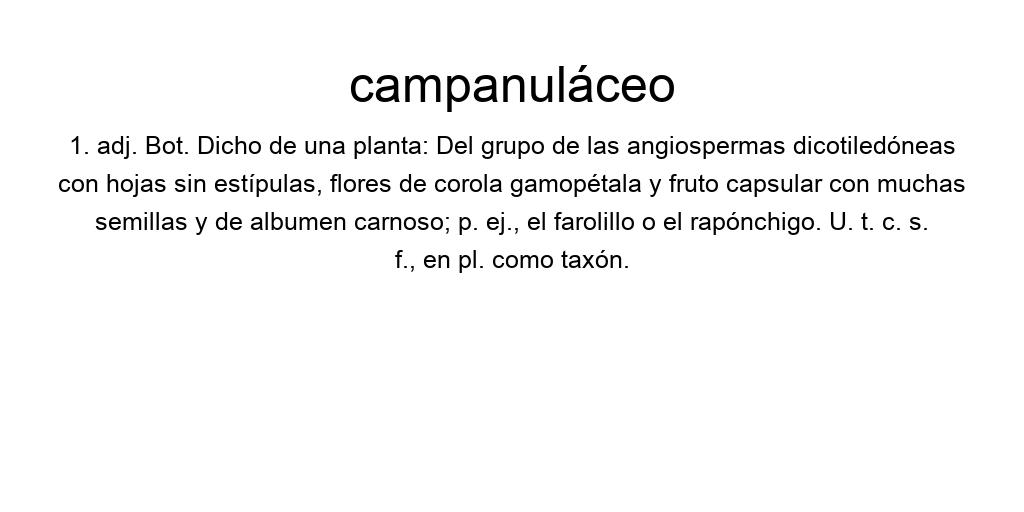 campanuláceo
1. adj. Bot. Dicho de una planta: Del grupo de las angiospermas dicotiledóneas
con hojas sin estípulas, flores de corola gamopétala y fruto capsular con muchas
semillas y de albumen carnoso; p. ej., el farolillo o el rapónchigo. U. t. c. s.
f., en pl. como taxón.